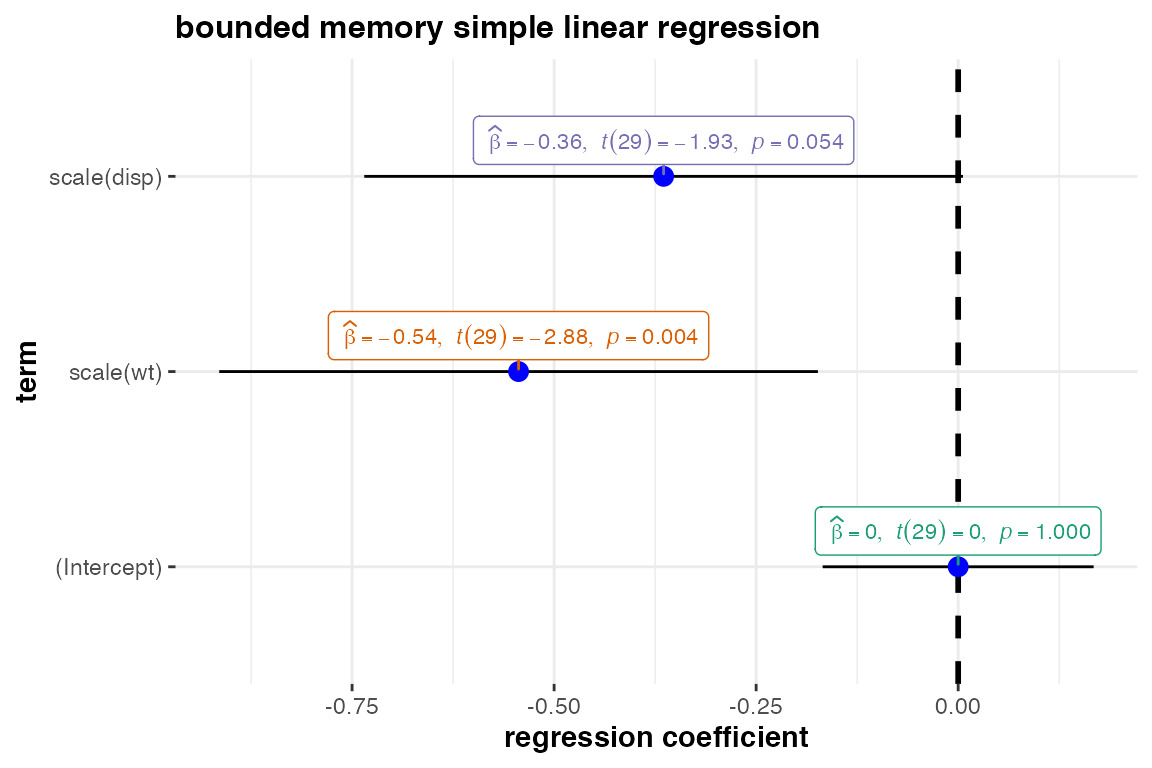 bounded memory simple linear regression
β̂ = −0.36, t(29) = −1.93, p = 0.054
scale(disp)
β̂ = −0.54, t(29) = −2.88, p = 0.004
scale(wt)
term
β̂ = 0, t(29) = 0, p = 1.000
(Intercept)
-0.75 -0.50 -0.25 0.00
regression coefficient